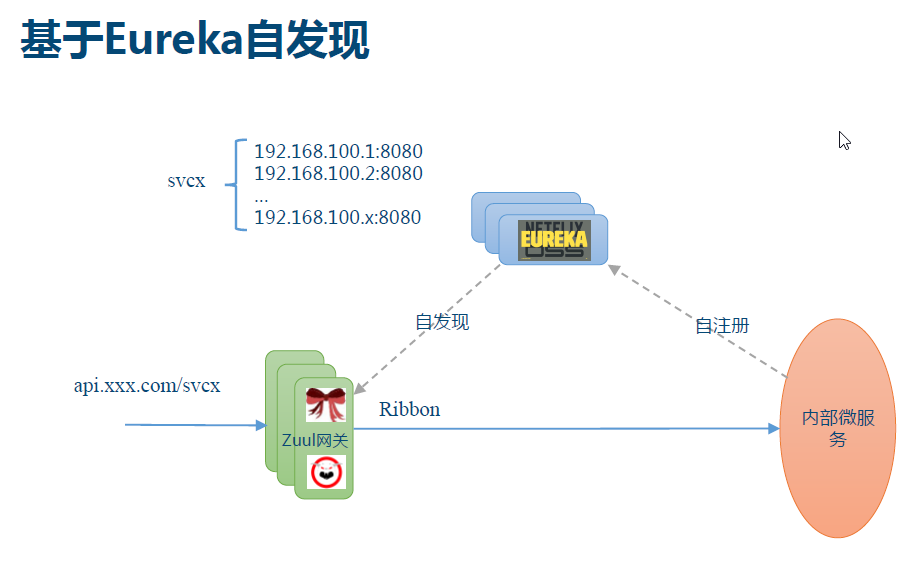 基于Eureka自发现
192.168.100.1:8080
192.168.100.2:8080
svcx
...
192.168.100.x:8080
NETFLIX
EUREKA
OSS
自发现
自注册
api.xxx.com/svcx
Ribbon
内部微服
务
Zuul网关